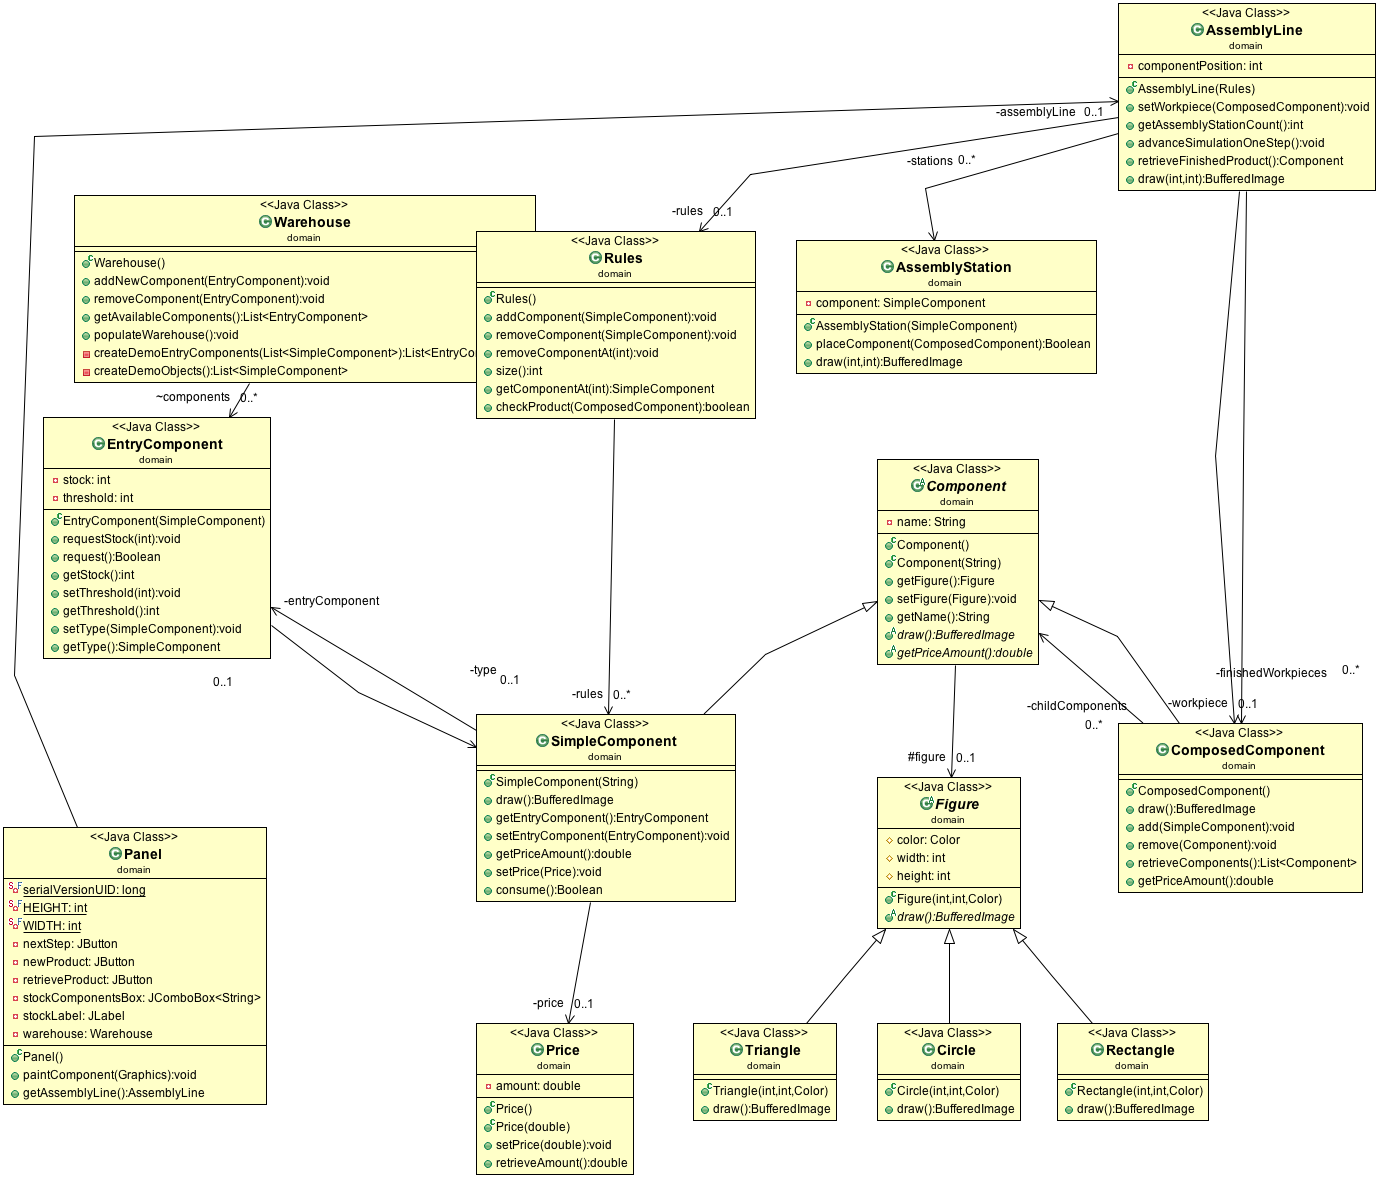 <<Java Class>>
AssemblyLine
domain
componentPosition: int
AssemblyLine(Rules)
setWorkpiece(ComposedComponent):void
getAssemblyStationCount():int
advanceSimulationOneStep():void
retrieveFinishedProduct():Component
draw(int,int):BufferedImage
-assemblyLine 0..1
-stations 0..*
-rules 0..1
<<Java Class>>
Warehouse
domain
Warehouse()
addNewComponent(EntryComponent):void
removeComponent(EntryComponent):void
getAvailableComponents():List<EntryComponent>
populateWarehouse():void
createDemoEntryComponents(List<SimpleComponent>):List<EntryCo
createDemoObjects():List<SimpleComponent>
<<Java Class>>
Rules
domain
Rules()
addComponent(SimpleComponent):void
removeComponent(SimpleComponent):void
removeComponentAt(int):void
size():int
getComponentAt(int):SimpleComponent
checkProduct(ComposedComponent):boolean
<<Java Class>>
AssemblyStation
domain
component: SimpleComponent
AssemblyStation(SimpleComponent)
placeComponent(ComposedComponent):Boolean
draw(int,int):BufferedImage
~components 0..*
<<Java Class>>
EntryComponent
domain
stock: int
threshold: int
EntryComponent(SimpleComponent)
requestStock(int):void
request():Boolean
getStock():int
setThreshold(int):void
getThreshold():int
setType(SimpleComponent):void
getType():SimpleComponent
<<Java Class>>
Component
domain
name: String
Component()
Component(String)
getFigure():Figure
setFigure(Figure):void
getName():String
draw():BufferedImage
getPriceAmount():double
-entryComponent
0..1
-type
0..1
-rules 0..*
-finishedWorkpieces 0..*
-childComponents
0..*
-workpiece 0..1
<<Java Class>>
SimpleComponent
domain
SimpleComponent(String)
draw():BufferedImage
getEntryComponent():EntryComponent
setEntryComponent(EntryComponent):void
getPriceAmount():double
setPrice(Price):void
consume():Boolean
#figure 0..1
<<Java Class>>
Figure
domain
color: Color
width: int
height: int
Figure(int,int,Color)
draw():BufferedImage
<<Java Class>>
ComposedComponent
domain
ComposedComponent()
draw():BufferedImage
add(SimpleComponent):void
remove(Component):void
retrieveComponents():List<Component>
getPriceAmount():double
<<Java Class>>
Panel
domain
serialVersionUID: long
HEIGHT: int
WIDTH: int
nextStep: JButton
newProduct: JButton
retrieveProduct: JButton
stockComponentsBox: JComboBox<String>
stockLabel: JLabel
warehouse: Warehouse
Panel()
paintComponent(Graphics):void
getAssemblyLine():AssemblyLine
-price 0..1
<<Java Class>>
Price
domain
amount: double
Price()
Price(double)
setPrice(double):void
retrieveAmount():double
<<Java Class>>
Triangle
domain
Triangle(int,int,Color)
draw():BufferedImage
<<Java Class>>
Circle
domain
Circle(int,int,Color)
draw():BufferedImage
<<Java Class>>
Rectangle
domain
Rectangle(int,int,Color)
draw():BufferedImage